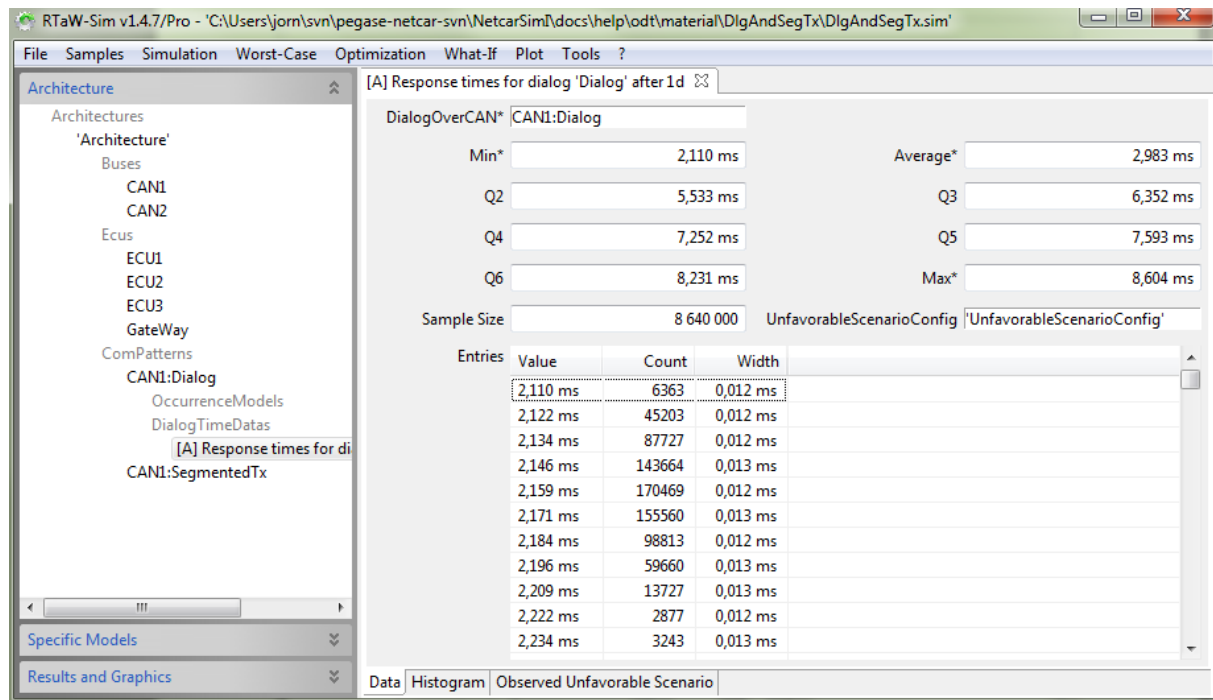 RTaW-Sim v1.4.7/Pro - 'C:\Users\jorn\svn\pegase-netcar-svn\NetcarSimI\docs\help\odt\material\DlgAndSegTx\DlgAndSegTx.sim'
File Samples Simulation Worst-Case Optimization What-If Plot Tools ?
Architecture
Architectures
'Architecture'
Buses
CAN1
CAN2
Ecus
ECU1
ECU2
ECU3
GateWay
ComPatterns
CAN1:Dialog
OccurrenceModels
DialogTimeDatas
[A] Response times for di
CAN1:SegmentedTx
Specific Models
Results and Graphics
[A] Response times for dialog 'Dialog' after 1d
DialogOverCAN* CAN1:Dialog
Min* 2,110 ms Average* 2,983 ms
Q2 5,533 ms Q3 6,352 ms
Q4 7,252 ms Q5 7,593 ms
Q6 8,231 ms Max* 8,604 ms
Sample Size 8 640 000 UnfavorableScenarioConfig 'UnfavorableScenarioConfig'
Entries Value Count Width
2,110 ms 6363 0,012 ms
2,122 ms 45203 0,012 ms
2,134 ms 87727 0,012 ms
2,146 ms 143664 0,013 ms
2,159 ms 170469 0,012 ms
2,171 ms 155560 0,013 ms
2,184 ms 98813 0,012 ms
2,196 ms 59660 0,013 ms
2,209 ms 13727 0,013 ms
2,222 ms 2877 0,012 ms
2,234 ms 3243 0,013 ms
Data Histogram Observed Unfavorable Scenario